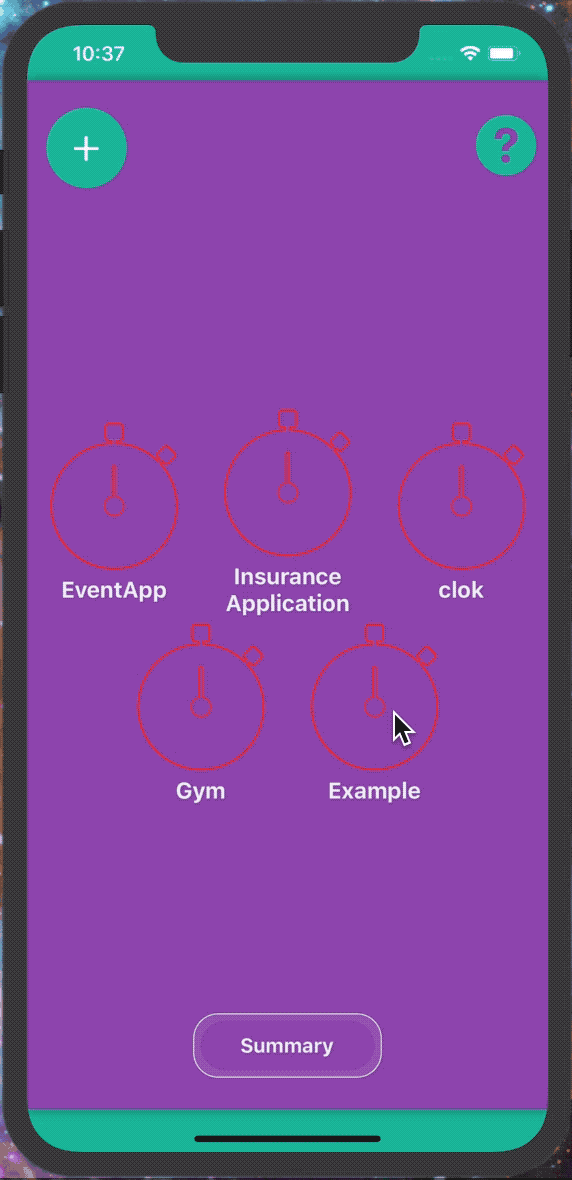 10:37
+
?
EventApp
Insurance
Application
clok
Gym
Example
Summary